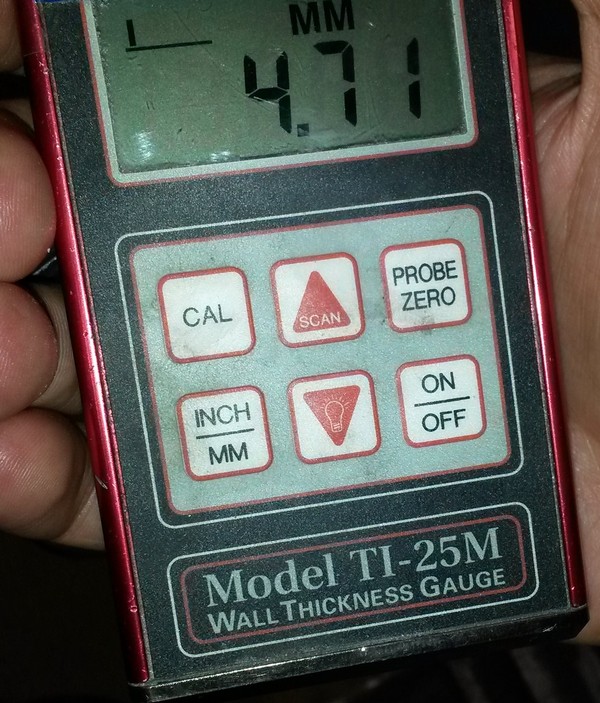 MM
4.71
CAL
SCAN
PROBE
ZERO
INCH
MM
ON
OFF
Model TI-25M
WALL THICKNESS GAUGE